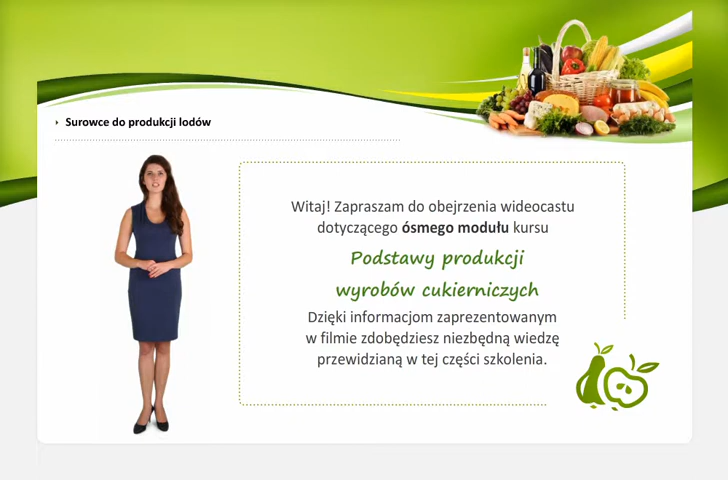 Surowce do produkcji lodów
Witaj! Zapraszam do obejrzenia wideocastu
dotyczącego ósmego modułu kursu
Podstawy produkcji
wyrobów cukierniczych
Dzięki informacjom zaprezentowanym
w filmie zdobędziesz niezbędną wiedzę
przewidzianą w tej części szkolenia.